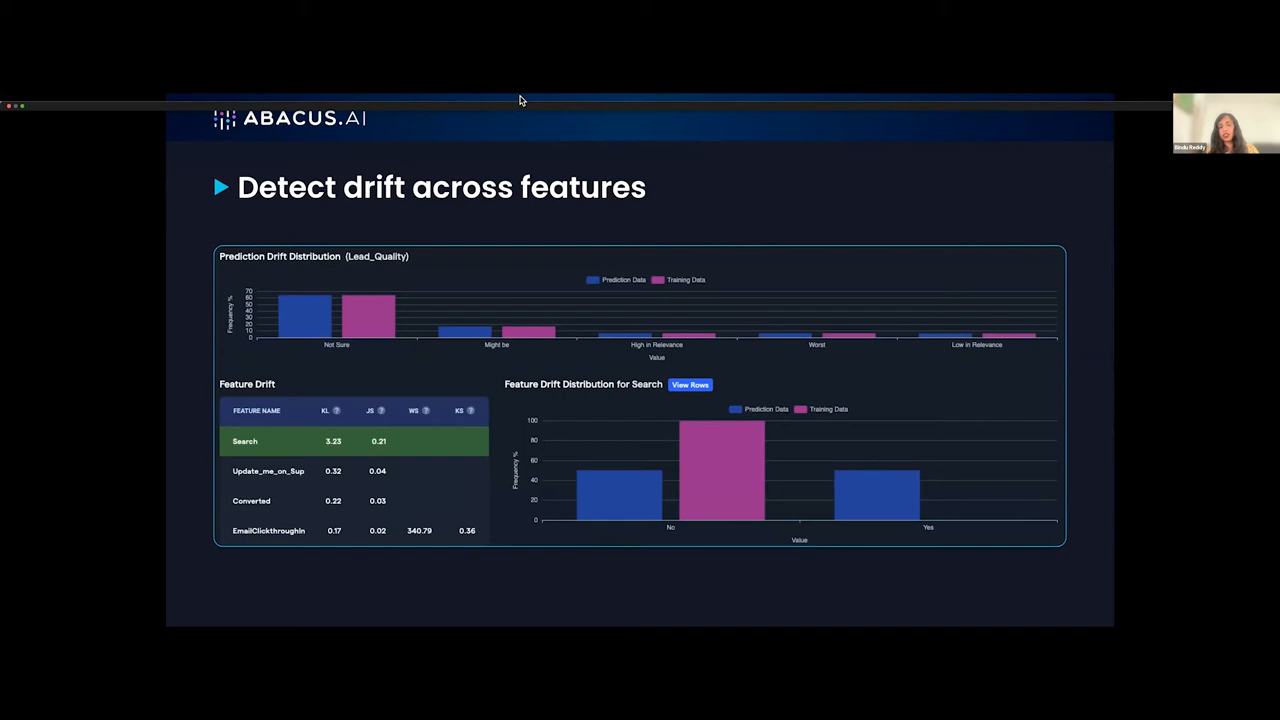 ABACUS.AI
Bindu Reddy
Detect drift across features
Prediction Drift Distribution (Lead_Quality)
Prediction Data Training Data
Frequency %
70
60
50
40
30
20
10
0
Not Sure Might be High in Relevance Worst Low in Relevance
Value
Feature Drift
FEATURE NAME KL ? JS ? WS ? KS ?
Search 3.23 0.21
Update_me_on_Sup 0.32 0.04
Converted 0.22 0.03
EmailClickthroughIn 0.17 0.02 340.79 0.36
Feature Drift Distribution for Search View Rows
Prediction Data Training Data
Frequency %
100
80
60
40
20
0
No Yes
Value